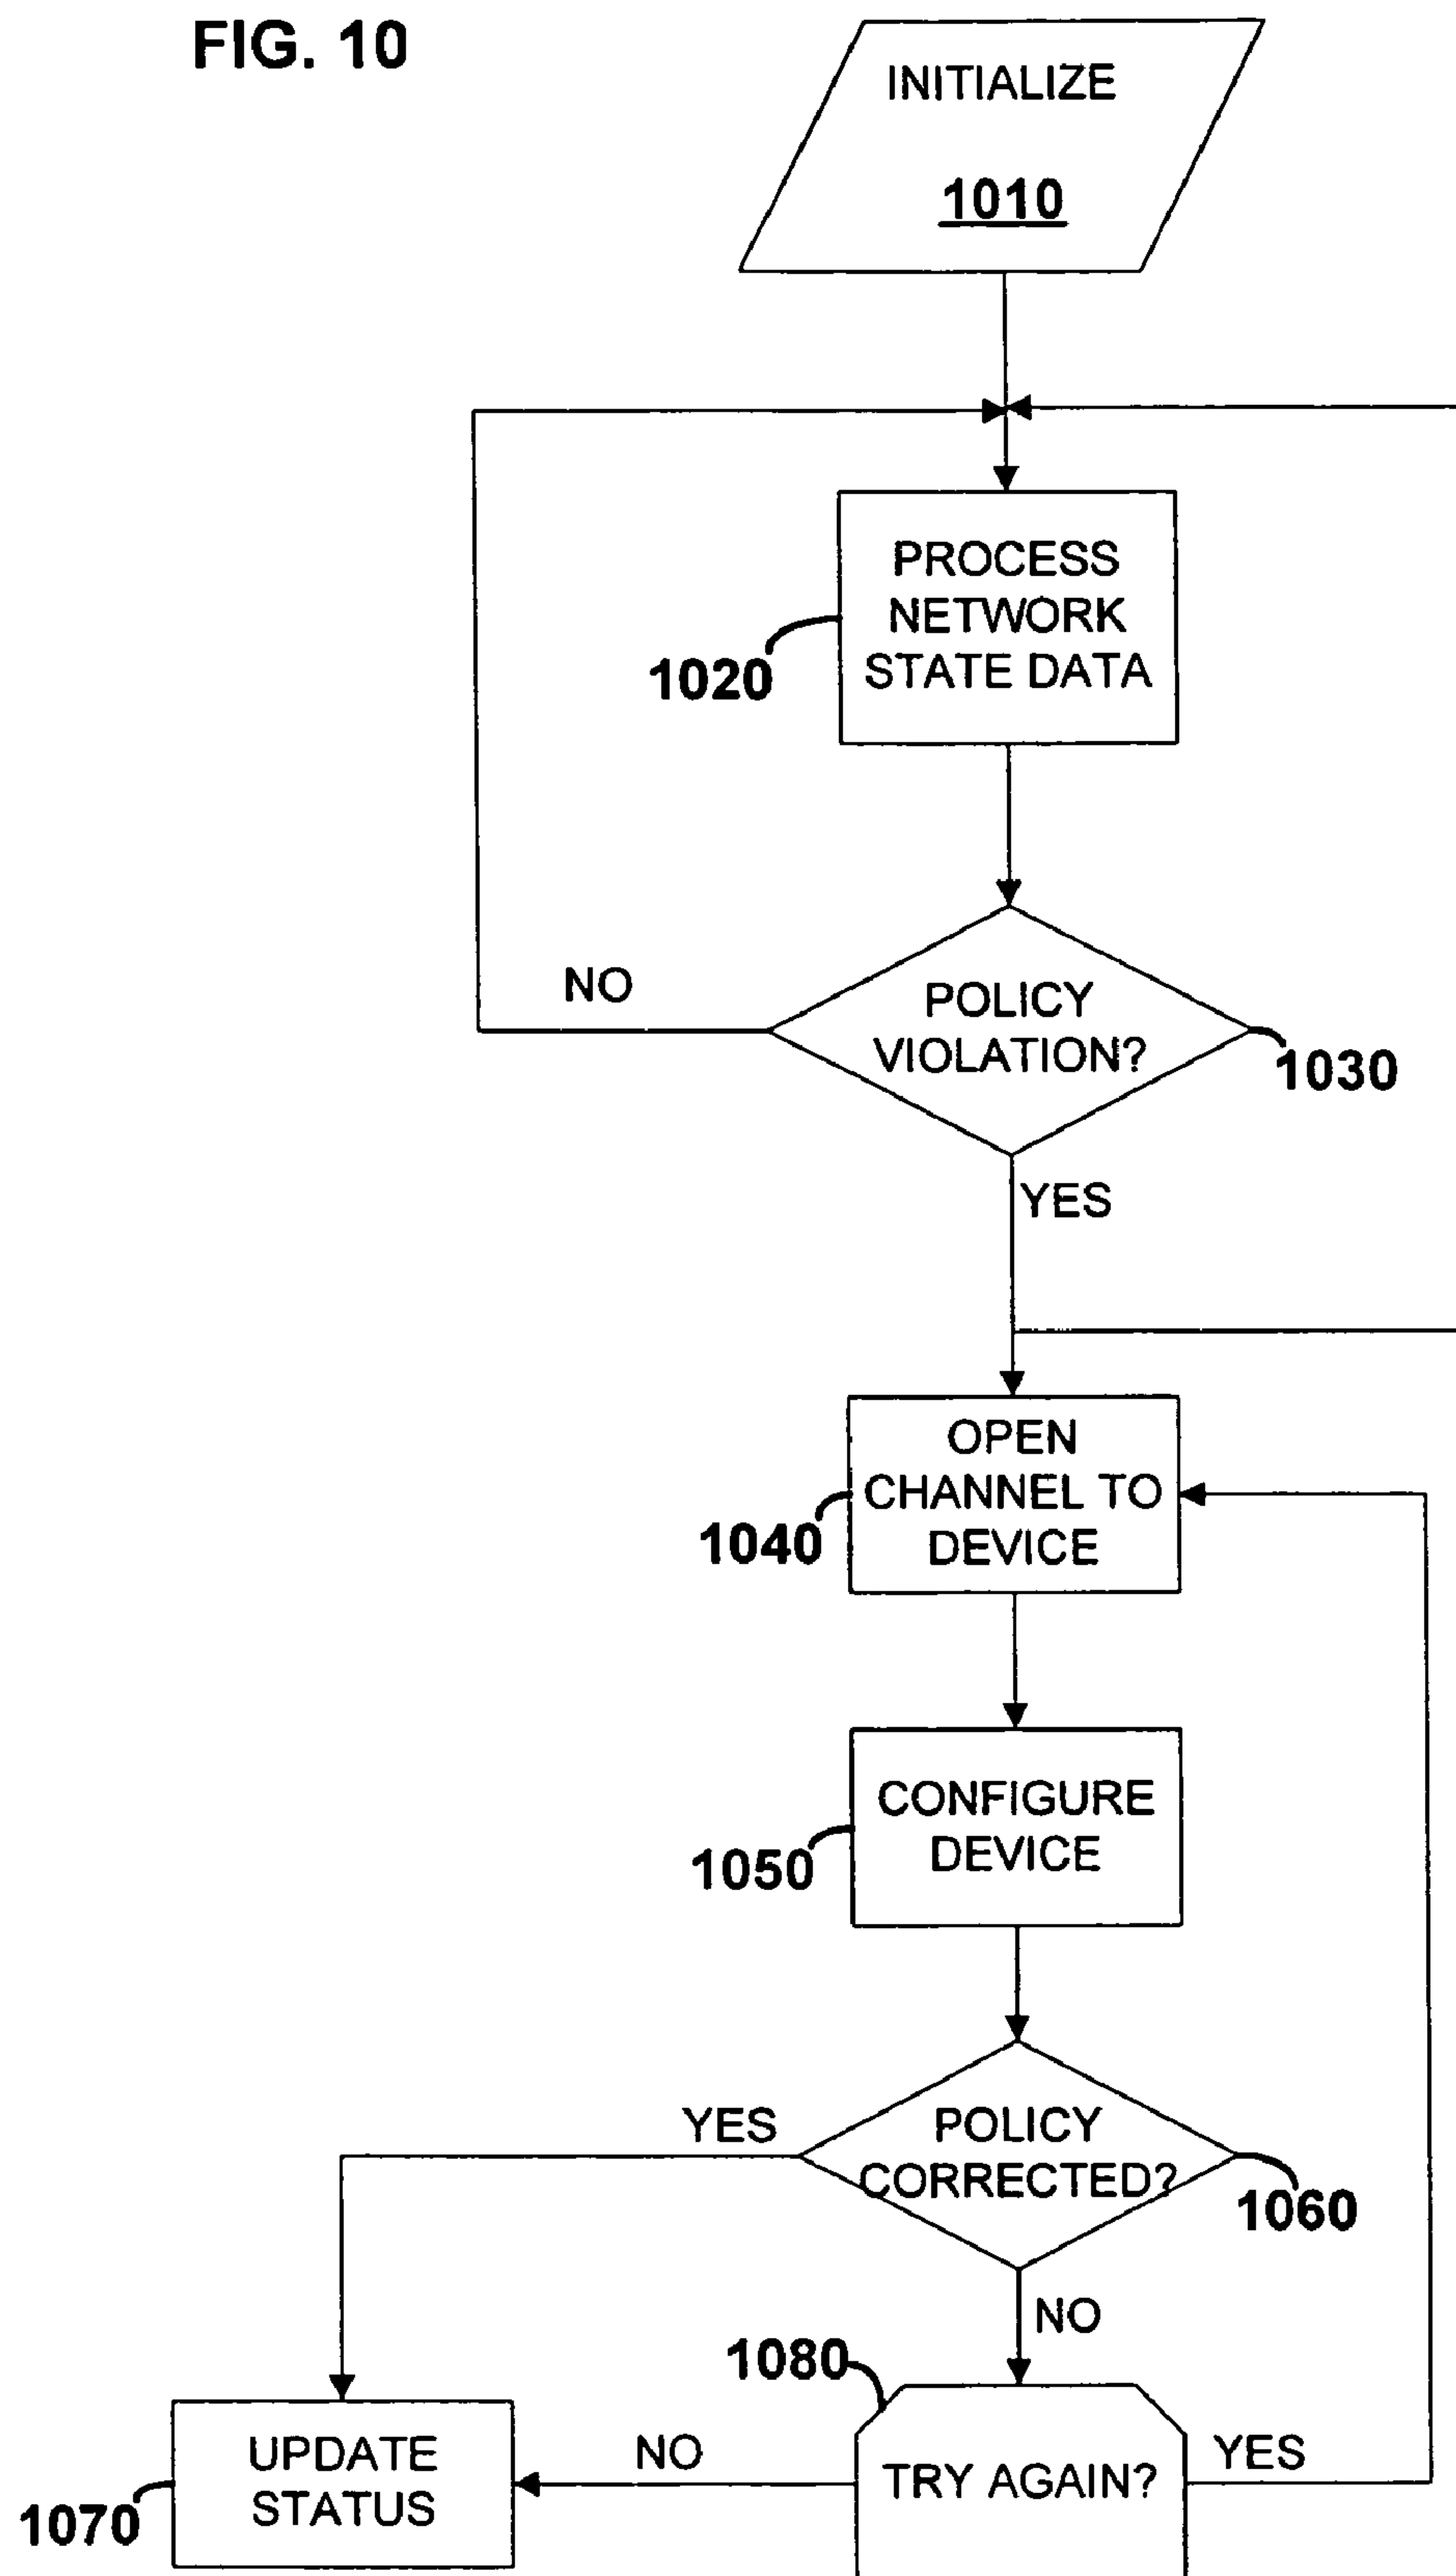 FIG. 10
INITIALIZE
1010
PROCESS
NETWORK
STATE DATA
1020
NO
POLICY
VIOLATION?
1030
YES
OPEN
CHANNEL TO
DEVICE
1040
CONFIGURE
DEVICE
1050
YES
POLICY
CORRECTED?
1060
NO
1080
UPDATE
STATUS
1070
NO
TRY AGAIN?
YES